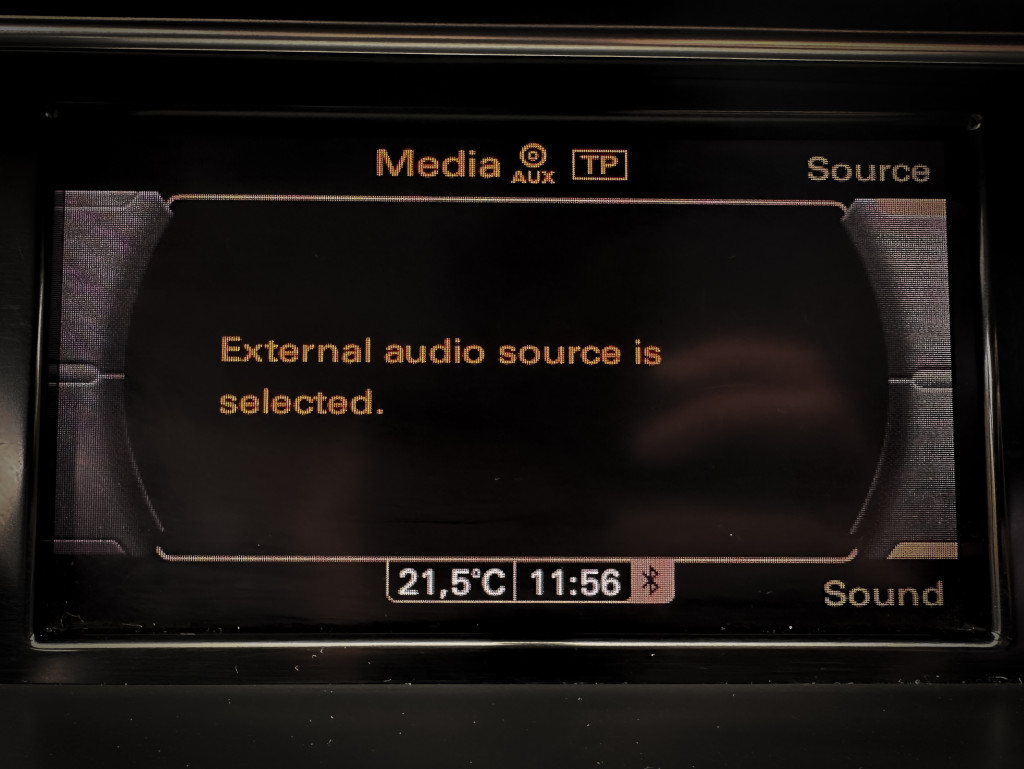 Media AUX TP Source
External audio source is
selected.
21,5°C 11:56
Sound